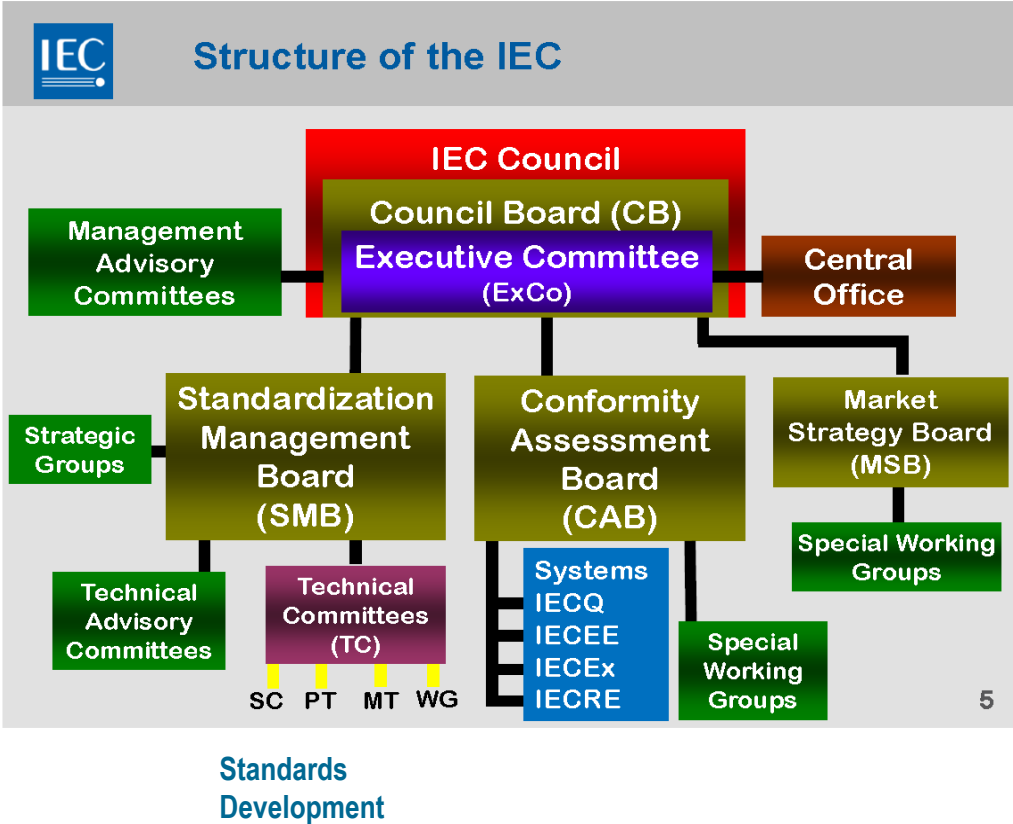 IEC
Structure of the IEC
IEC Council
Council Board (CB)
Executive Committee
(ExCo)
Management
Advisory
Committees
Central
Office
Strategic
Groups
Standardization
Management
Board
(SMB)
Conformity
Assessment
Board
(CAB)
Market
Strategy Board
(MSB)
Technical
Advisory
Committees
Technical
Committees
(TC)
SC PT MT WG
Systems
IECQ
IECEE
IECEx
IECRE
Special
Working
Groups
Special Working
Groups
5
Standards
Development